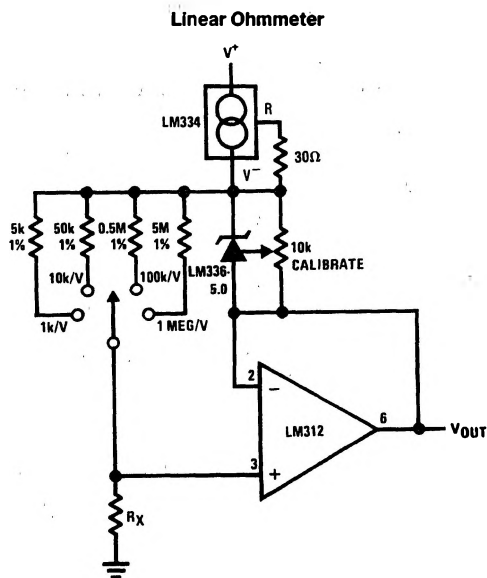 Linear Ohmmeter
V+
R
LM334
30Ω
V−
5k
1%
50k
1%
0.5M
1%
5M
1%
10k/V
100k/V
LM336-
5.0
10k
CALIBRATE
1k/V
1 MEG/V
2
−
6
LM312
VOUT
3
+
RX